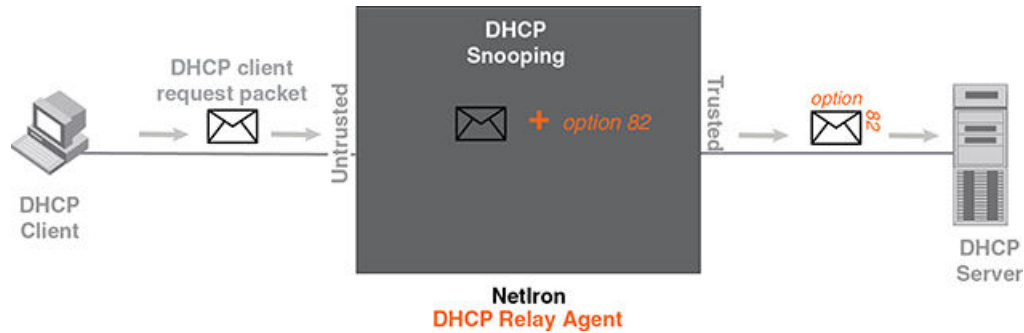 DHCP
Snooping
DHCP client
request packet
Untrusted
+ option 82
Trusted
option
82
DHCP
Client
DHCP
Server
NetIron
DHCP Relay Agent